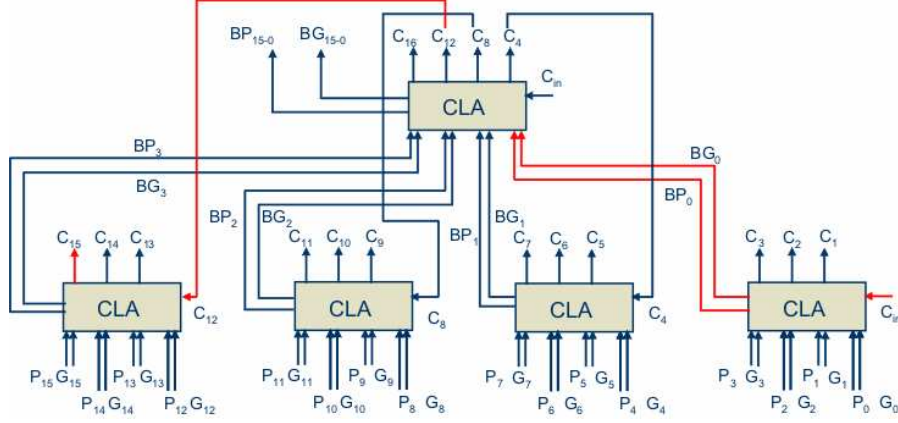 BP15-0 BG15-0 C16 C12 C8 C4
Cin
CLA
BP3
BG3
BP2 BG2 BP1 BG1 BP0 BG0
C15 C14 C13 C11 C10 C9 C7 C6 C5 C3 C2 C1
CLA CLA CLA CLA
C12 C8 C4 Cin
P15 G15 P13 G13 P11 G11 P9 G9 P7 G7 P5 G5 P3 G3 P1 G1
P14 G14 P12 G12 P10 G10 P8 G8 P6 G6 P4 G4 P2 G2 P0 G0